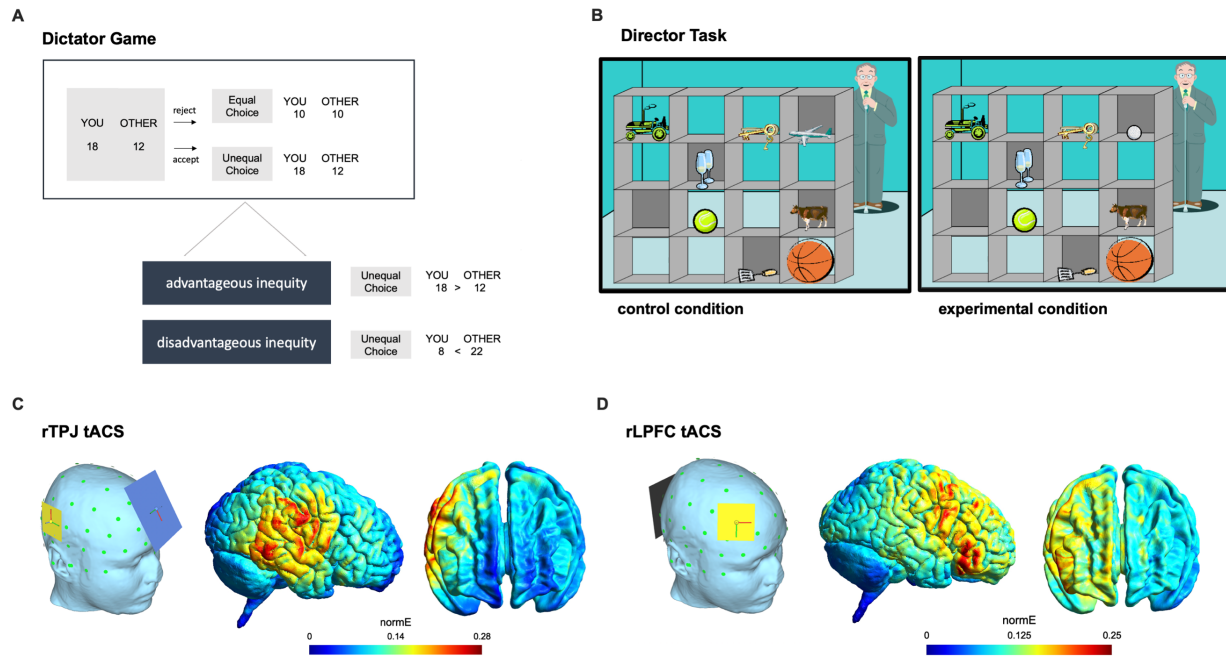 A
Dictator Game
YOU OTHER
18 12
reject
accept
Equal
Choice
YOU OTHER
10 10
Unequal
Choice
YOU OTHER
18 12
advantageous inequity
Unequal
Choice
YOU OTHER
18 > 12
disadvantageous inequity
Unequal
Choice
YOU OTHER
8 < 22
B
Director Task
control condition
experimental condition
C
rTPJ tACS
normE
0 0.14 0.28
D
rLPFC tACS
normE
0 0.125 0.25